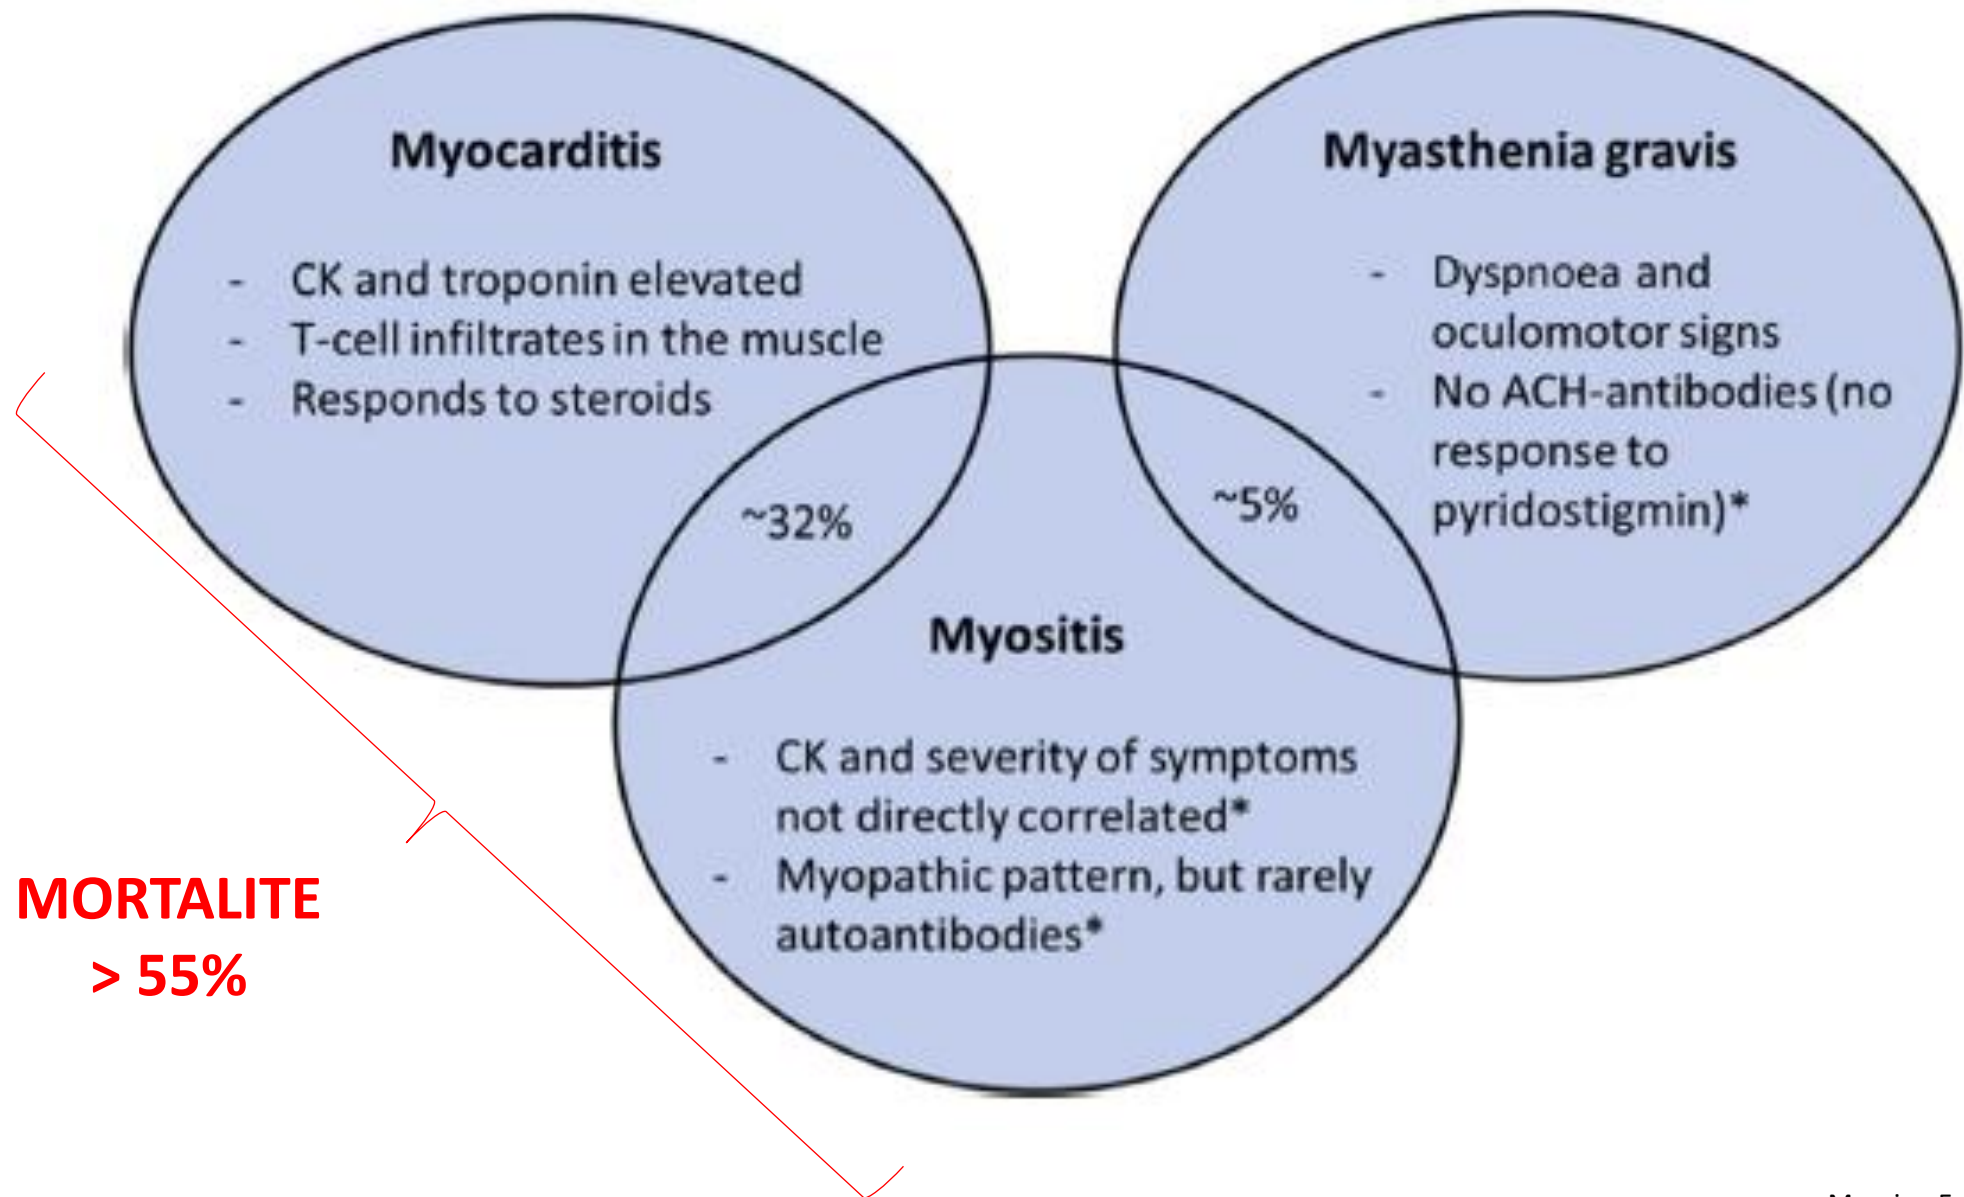 Myocarditis
- CK and troponin elevated
- T-cell infiltrates in the muscle
- Responds to steroids
Myasthenia gravis
- Dyspnoea and
oculomotor signs
- No ACH-antibodies (no
response to
pyridostigmin)*
~32%
~5%
Myositis
- CK and severity of symptoms
not directly correlated*
- Myopathic pattern, but rarely
autoantibodies*
MORTALITE
> 55%